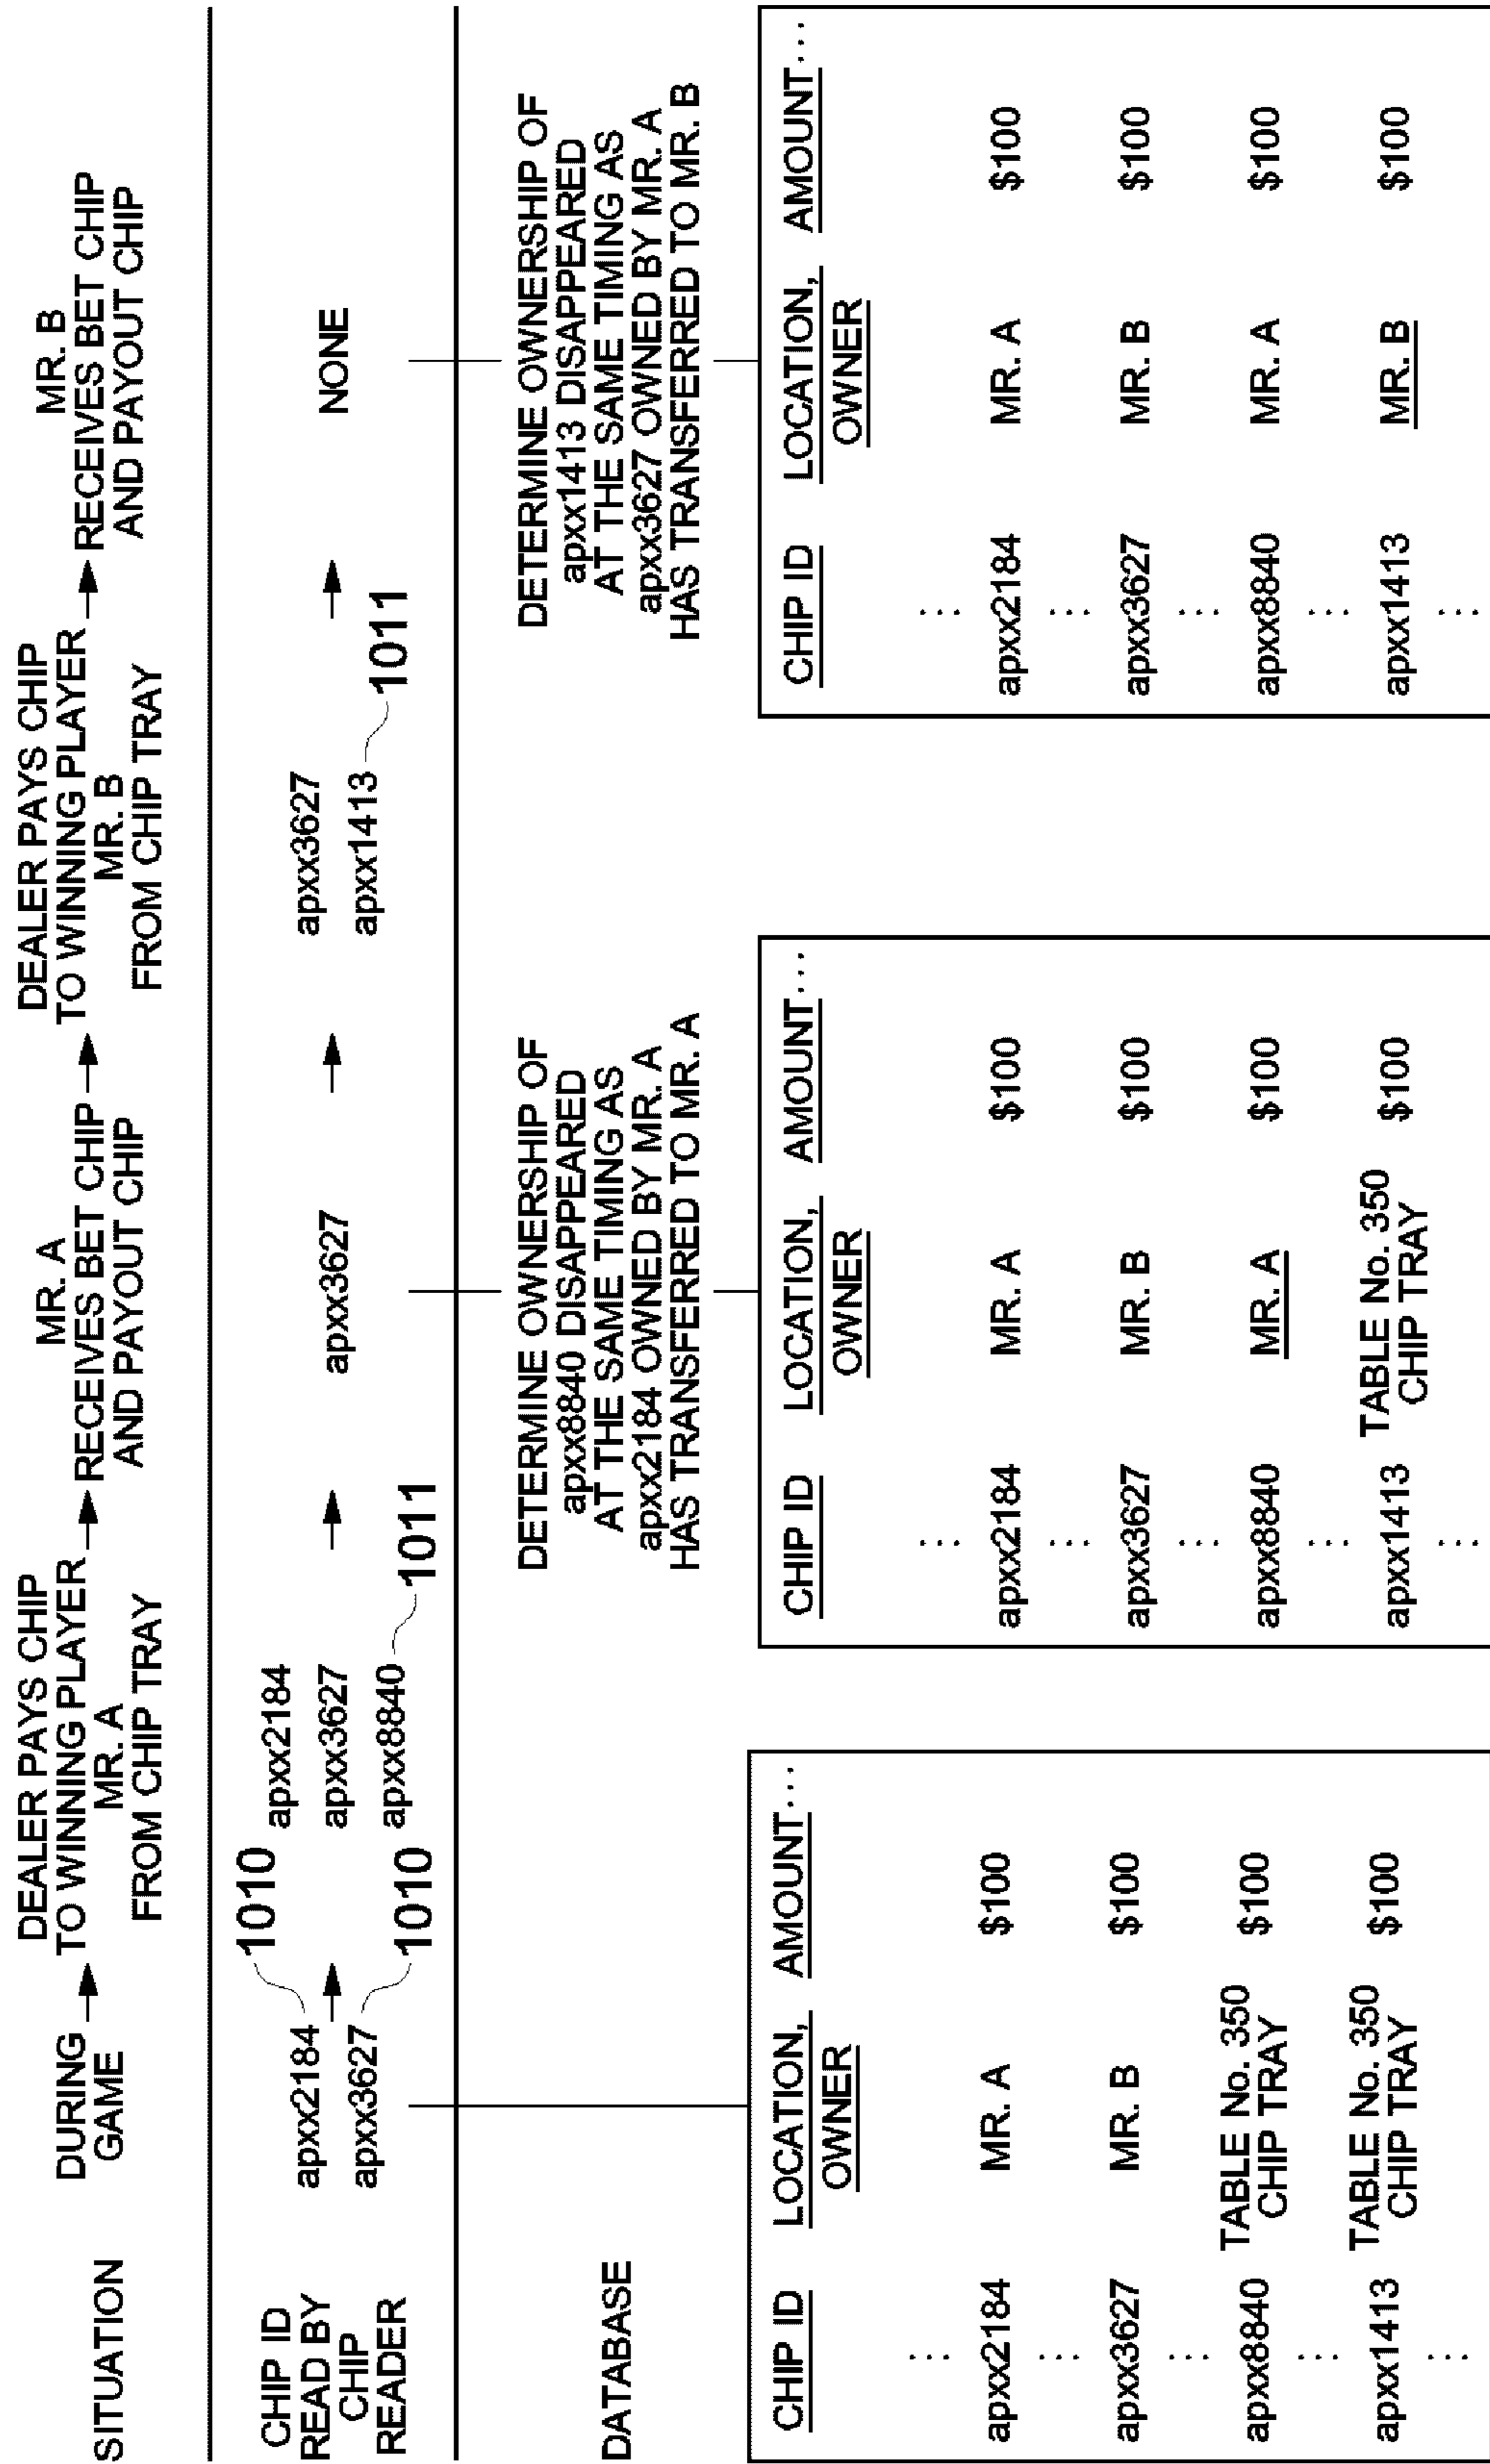 SITUATION
DURING
GAME
DEALER PAYS CHIP
TO WINNING PLAYER
MR. A
FROM CHIP TRAY
MR. A
RECEIVES BET CHIP
AND PAYOUT CHIP
DEALER PAYS CHIP
TO WINNING PLAYER
MR. B
FROM CHIP TRAY
MR. B
RECEIVES BET CHIP
AND PAYOUT CHIP
CHIP ID
READ BY
CHIP
READER
apxx2184
apxx3627
1010
1010
apxx2184
apxx3627
apxx8840
1011
apxx3627
apxx3627
apxx1413
1011
NONE
DATABASE
CHIP ID LOCATION, AMOUNT...
OWNER
⋮
apxx2184 MR. A $100
⋮
apxx3627 MR. B $100
⋮
apxx8840 TABLE No. 350 $100
CHIP TRAY
⋮
apxx1413 TABLE No. 350 $100
CHIP TRAY
⋮
DETERMINE OWNERSHIP OF
apxx8840 DISAPPEARED
AT THE SAME TIMING AS
apxx2184 OWNED BY MR. A
HAS TRANSFERRED TO MR. A
CHIP ID LOCATION, AMOUNT...
OWNER
⋮
apxx2184 MR. A $100
⋮
apxx3627 MR. B $100
⋮
apxx8840 MR. A $100
⋮
apxx1413 TABLE No. 350 $100
CHIP TRAY
⋮
DETERMINE OWNERSHIP OF
apxx1413 DISAPPEARED
AT THE SAME TIMING AS
apxx3627 OWNED BY MR. A
HAS TRANSFERRED TO MR. B
CHIP ID LOCATION, AMOUNT...
OWNER
⋮
apxx2184 MR. A $100
⋮
apxx3627 MR. B $100
⋮
apxx8840 MR. A $100
⋮
apxx1413 MR. B $100
⋮